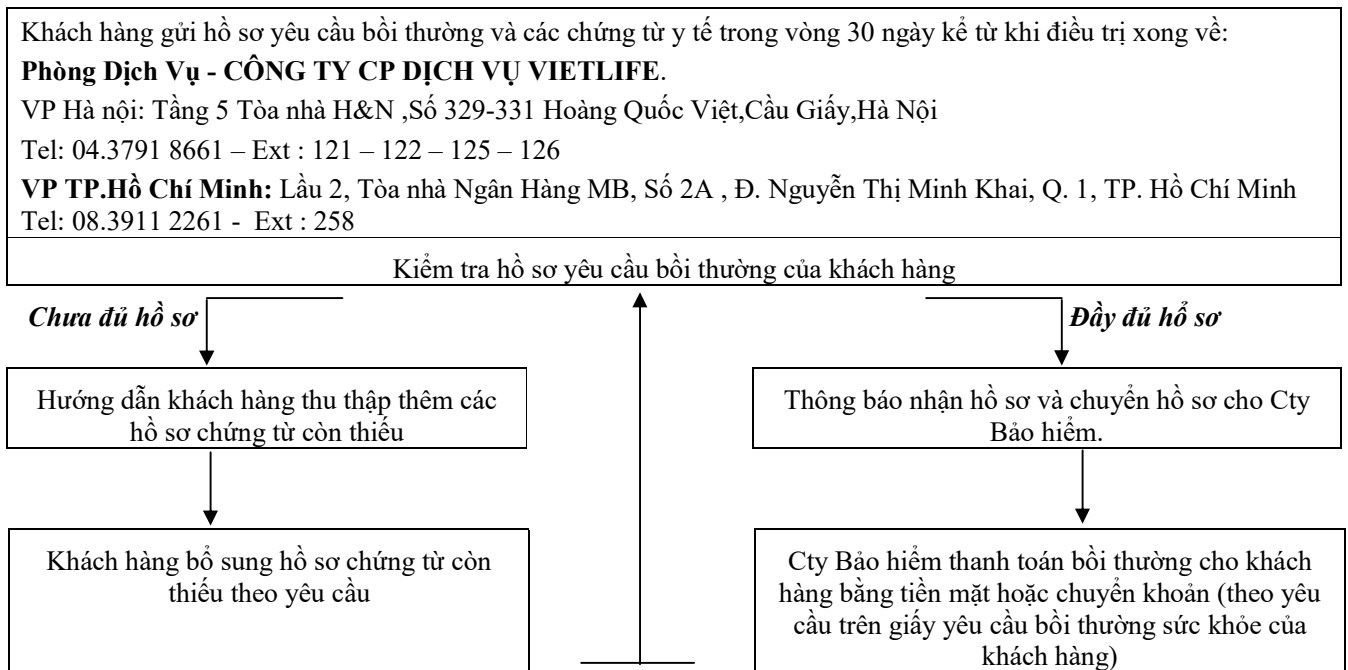 Khách hàng gửi hồ sơ yêu cầu bồi thường và các chứng từ y tế trong vòng 30 ngày kể từ khi điều trị xong về:
Phòng Dịch Vụ - CÔNG TY CP DỊCH VỤ VIETLIFE.
VP Hà nội: Tầng 5 Tòa nhà H&N ,Số 329-331 Hoàng Quốc Việt,Cầu Giấy,Hà Nội
Tel: 04.3791 8661 – Ext : 121 – 122 – 125 – 126
VP TP.Hồ Chí Minh: Lầu 2, Tòa nhà Ngân Hàng MB, Số 2A , Đ. Nguyễn Thị Minh Khai, Q. 1, TP. Hồ Chí Minh
Tel: 08.3911 2261 - Ext : 258
Kiểm tra hồ sơ yêu cầu bồi thường của khách hàng
Chưa đủ hồ sơ
Đầy đủ hổ sơ
Hướng dẫn khách hàng thu thập thêm các
hồ sơ chứng từ còn thiếu
Thông báo nhận hồ sơ và chuyển hồ sơ cho Cty
Bảo hiểm.
Khách hàng bổ sung hồ sơ chứng từ còn
thiếu theo yêu cầu
Cty Bảo hiểm thanh toán bồi thường cho khách
hàng bằng tiền mặt hoặc chuyển khoản (theo yêu
cầu trên giấy yêu cầu bồi thường sức khỏe của
khách hàng)